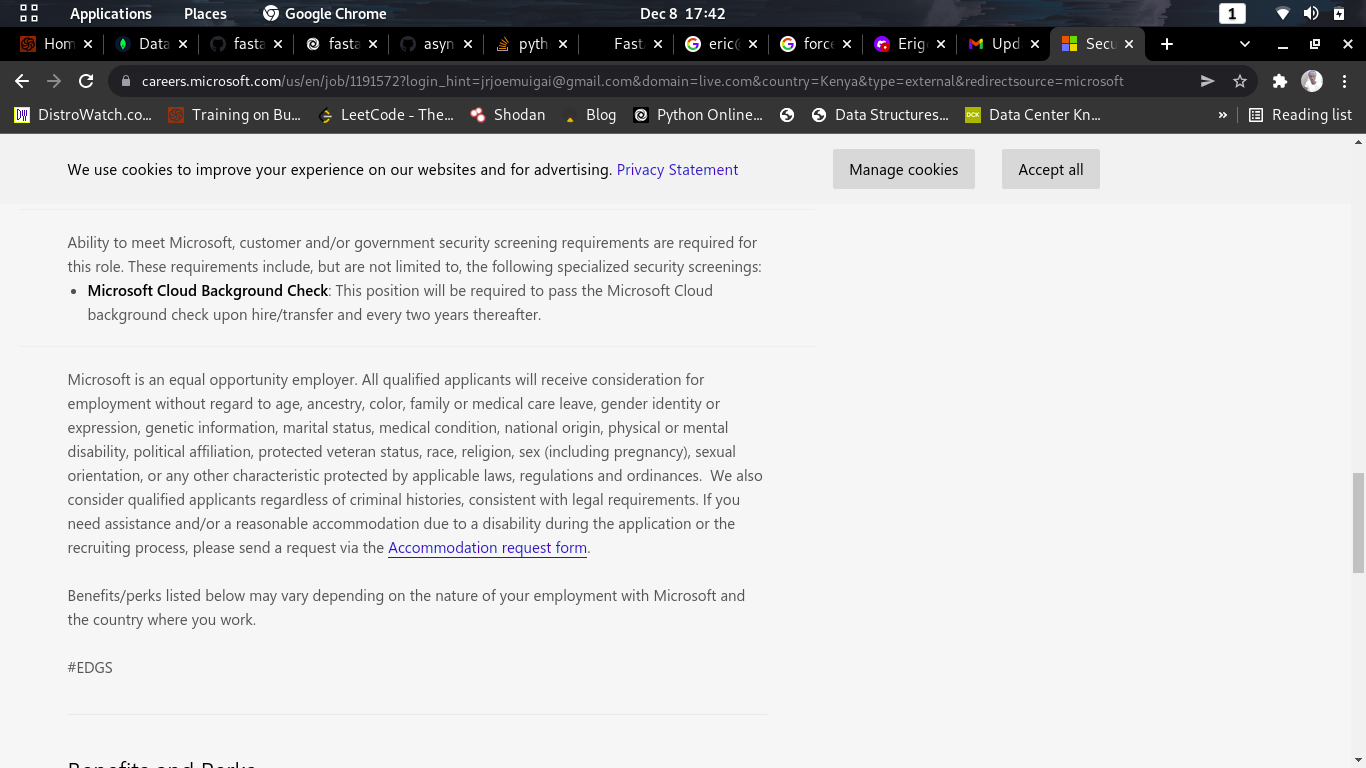 Applications Places Google Chrome Dec 8 17:42 1
Hom Data fasta fasta asyn pyth Fast eric force Erig Upd Secu
careers.microsoft.com/us/en/job/1191572?login_hint=jrjoemuigai@gmail.com&domain=live.com&country=Kenya&type=external&redirectsource=microsoft
DistroWatch.co... Training on Bu... LeetCode - The... Shodan Blog Python Online... Data Structures... DCK Data Center Kn... » Reading list
We use cookies to improve your experience on our websites and for advertising. Privacy Statement Manage cookies Accept all
Ability to meet Microsoft, customer and/or government security screening requirements are required for
this role. These requirements include, but are not limited to, the following specialized security screenings:
• Microsoft Cloud Background Check: This position will be required to pass the Microsoft Cloud
background check upon hire/transfer and every two years thereafter.
Microsoft is an equal opportunity employer. All qualified applicants will receive consideration for
employment without regard to age, ancestry, color, family or medical care leave, gender identity or
expression, genetic information, marital status, medical condition, national origin, physical or mental
disability, political affiliation, protected veteran status, race, religion, sex (including pregnancy), sexual
orientation, or any other characteristic protected by applicable laws, regulations and ordinances.  We also
consider qualified applicants regardless of criminal histories, consistent with legal requirements. If you
need assistance and/or a reasonable accommodation due to a disability during the application or the
recruiting process, please send a request via the Accommodation request form.
Benefits/perks listed below may vary depending on the nature of your employment with Microsoft and
the country where you work.
#EDGS
Benefits and Perks